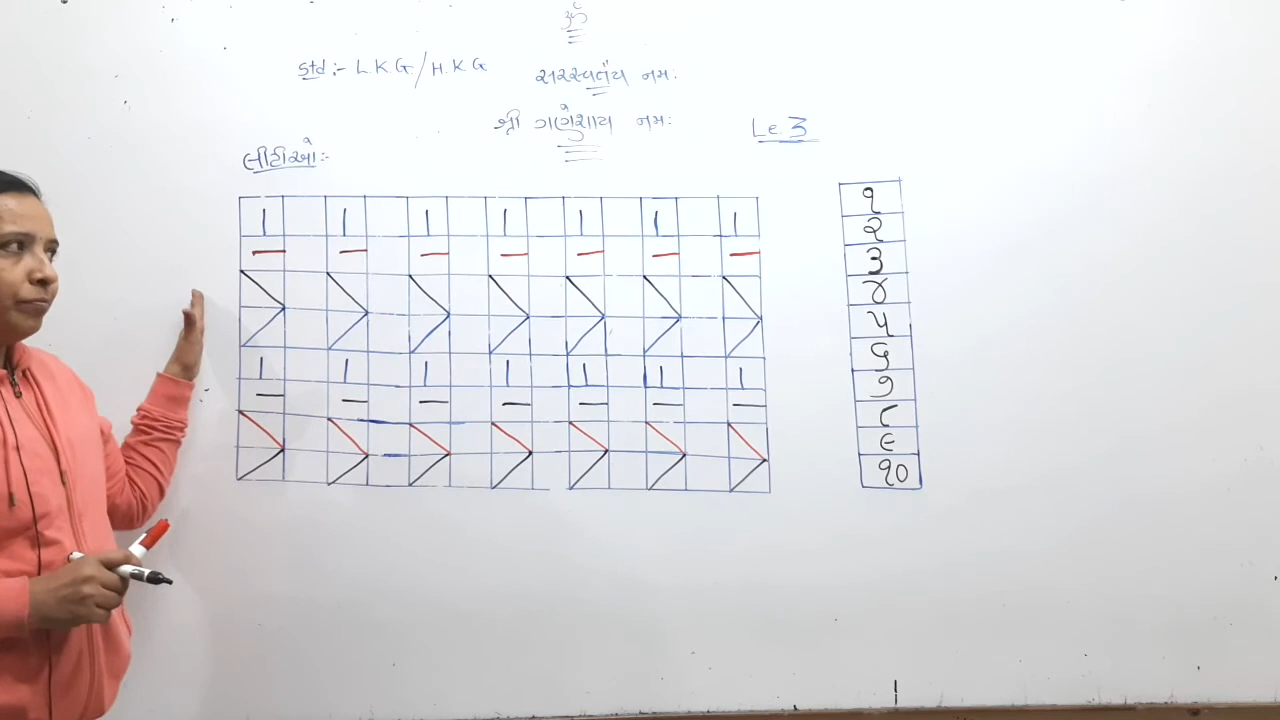 ૐ
Std :- L.K.G. / H.K.G
સરસ્વતૈય નમઃ
શ્રી ગણેશાય નમઃ
Le. 3
લીટીઓ :-
૧
૨
૩
૪
૫
૬
૭
૮
૯
૧૦